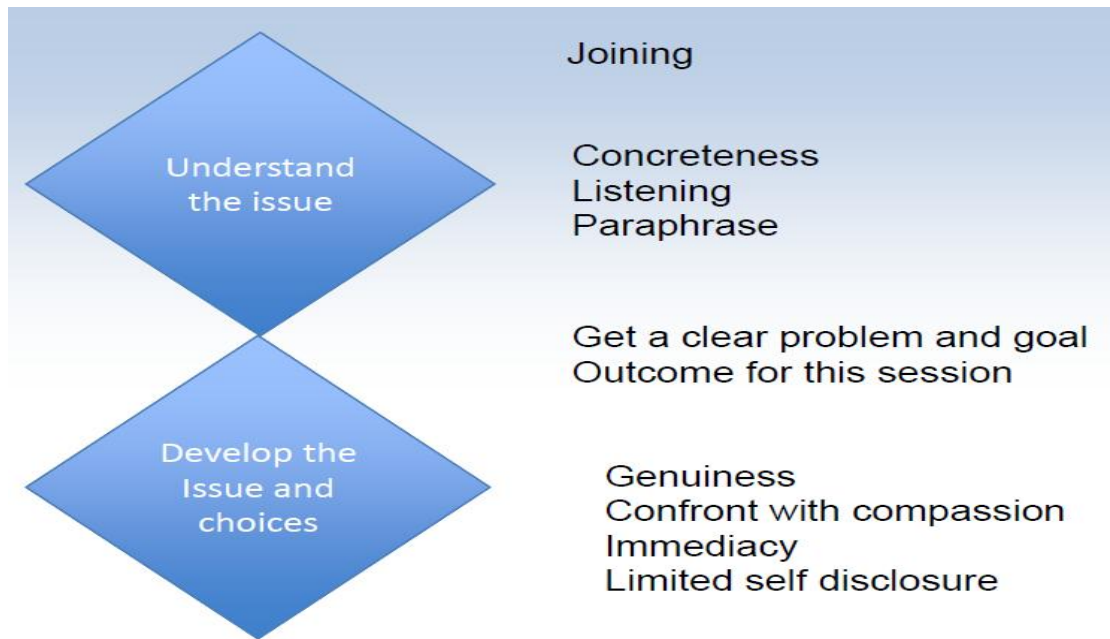 Joining
Understand
the issue
Concreteness
Listening
Paraphrase
Get a clear problem and goal
Outcome for this session
Develop the
Issue and
choices
Genuiness
Confront with compassion
Immediacy
Limited self disclosure